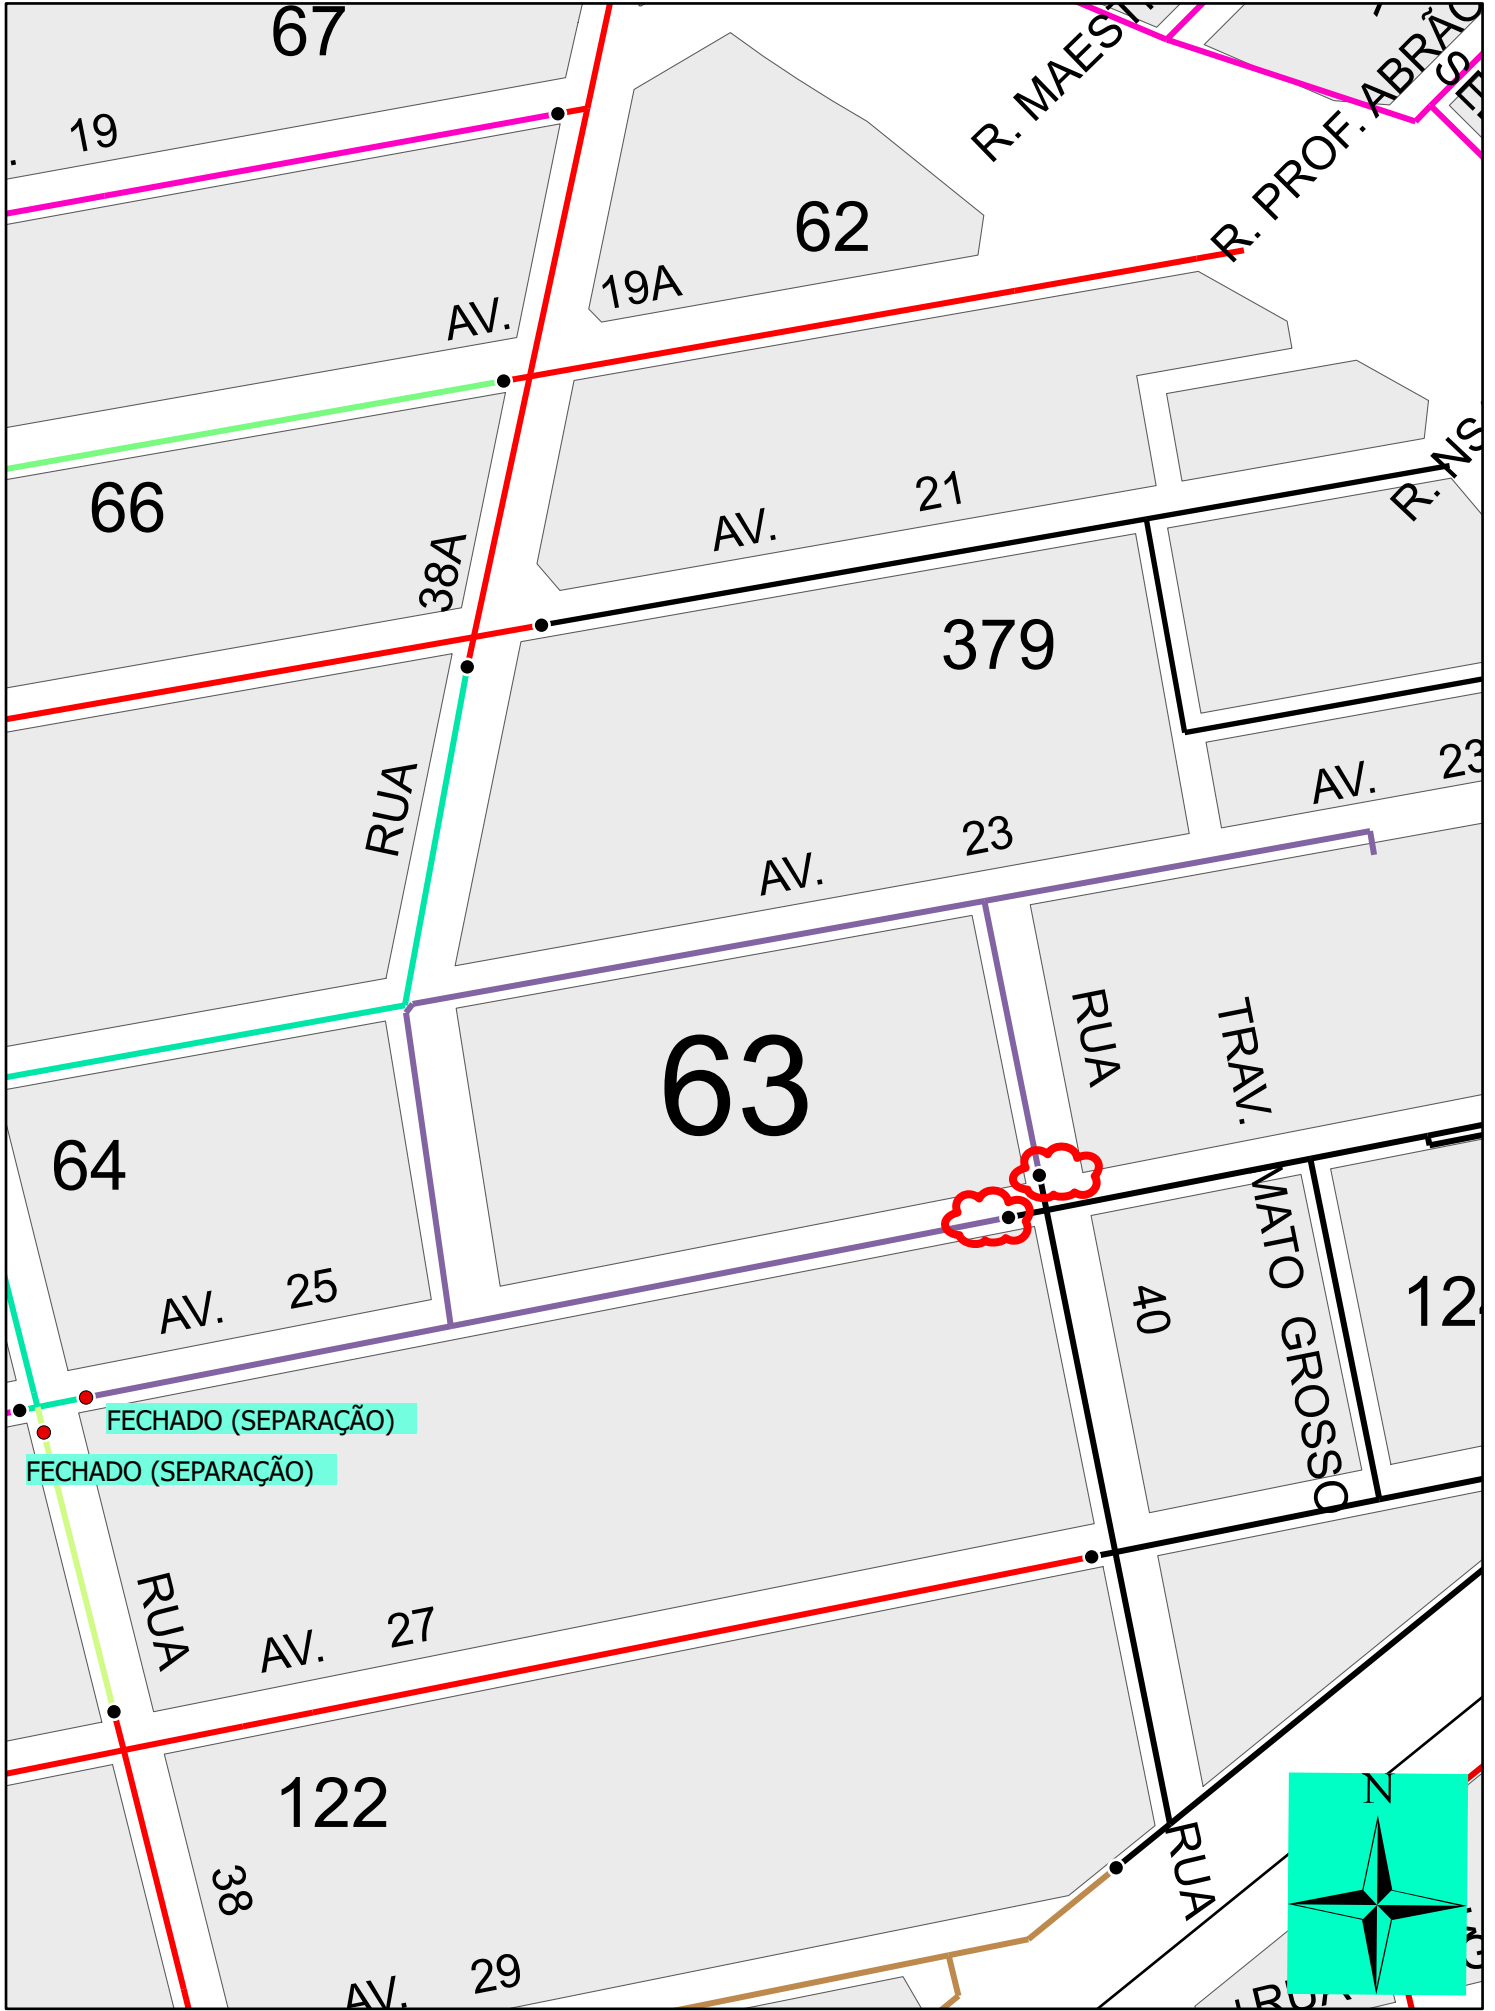 67
19
R. MAEST
R. PROF. ABRÃO
62
19A
AV.
66
AV. 21
R. NS
RUA 38A
379
AV. 23
AV. 23
63
RUA 40
TRAV. MATO GROSSO
64
AV. 25
124
FECHADO (SEPARAÇÃO)
FECHADO (SEPARAÇÃO)
RUA 38
AV. 27
122
N
RUA
AV. 29
RUA